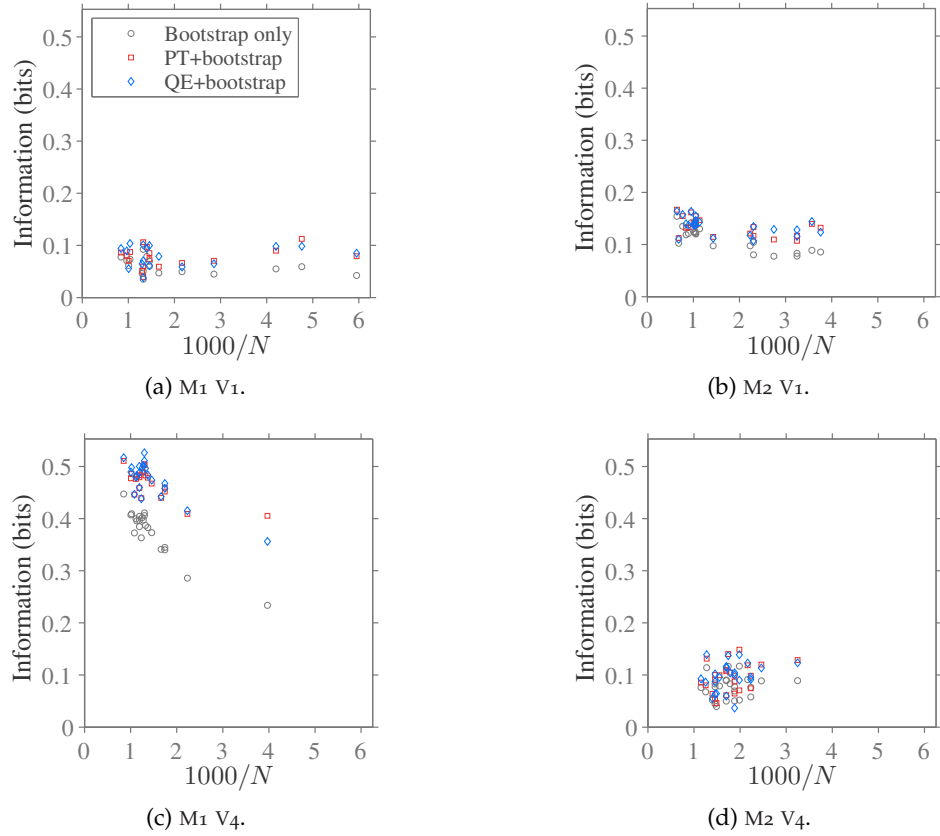 0.5
0.4
0.3
0.2
0.1
0
Information (bits)
Bootstrap only
PT+bootstrap
QE+bootstrap
0 1 2 3 4 5 6
1000/N
(a) M1 V1.
0.5
0.4
0.3
0.2
0.1
0
Information (bits)
0 1 2 3 4 5 6
1000/N
(b) M2 V1.
0.5
0.4
0.3
0.2
0.1
0
Information (bits)
0 1 2 3 4 5 6
1000/N
(c) M1 V4.
0.5
0.4
0.3
0.2
0.1
0
Information (bits)
0 1 2 3 4 5 6
1000/N
(d) M2 V4.